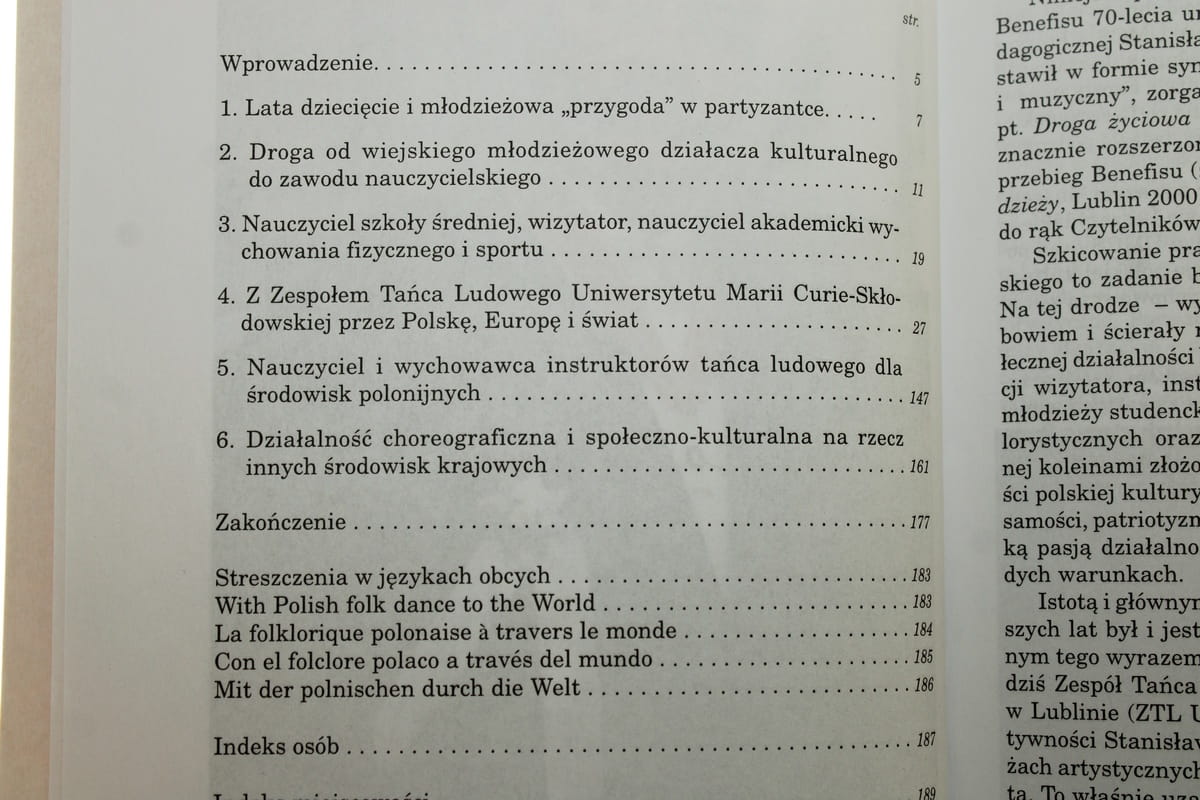 str.
Wprowadzenie. . . . . . . . . . . . . . . . . . . . . . . . . . . . . . . . . . . . . . . . . . 5
1. Lata dziecięcie i młodzieżowa „przygoda” w partyzantce. . . . . 7
2. Droga od wiejskiego młodzieżowego działacza kulturalnego
do zawodu nauczycielskiego . . . . . . . . . . . . . . . . . . . . . . . . . . . . 11
3. Nauczyciel szkoły średniej, wizytator, nauczyciel akademicki wy-
chowania fizycznego i sportu . . . . . . . . . . . . . . . . . . . . . . . . . . . . 19
4. Z Zespołem Tańca Ludowego Uniwersytetu Marii Curie-Skło-
dowskiej przez Polskę, Europę i świat . . . . . . . . . . . . . . . . . . . . . 27
5. Nauczyciel i wychowawca instruktorów tańca ludowego dla
środowisk polonijnych . . . . . . . . . . . . . . . . . . . . . . . . . . . . . . . . . 147
6. Działalność choreograficzna i społeczno-kulturalna na rzecz
innych środowisk krajowych . . . . . . . . . . . . . . . . . . . . . . . . . . . . 161
Zakończenie . . . . . . . . . . . . . . . . . . . . . . . . . . . . . . . . . . . . . . . . . . . 177
Streszczenia w językach obcych . . . . . . . . . . . . . . . . . . . . . . . . . . . . 183
With Polish folk dance to the World . . . . . . . . . . . . . . . . . . . . . . . . 183
La folklorique polonaise à travers le monde . . . . . . . . . . . . . . . . . . 184
Con el folclore polaco a través del mundo . . . . . . . . . . . . . . . . . . . . 185
Mit der polnischen durch die Welt . . . . . . . . . . . . . . . . . . . . . . . . . . 186
Indeks osób . . . . . . . . . . . . . . . . . . . . . . . . . . . . . . . . . . . . . . . . . . . . 187
189
Benefisu 70-lecia
dagogicznej Stanisła
stawił w formie
i muzyczny”, zorga
pt. Droga życiowa
znacznie rozszerzo
przebieg Benefisu (
dzieży, Lublin 2000
do rąk Czytelników
Szkicowanie pra
skiego to zadanie
Na tej drodze – wy
bowiem i ścierały
łecznej działalności
cji wizytatora, inst
młodzieży studenck
lorystycznych oraz
nej koleinami złożo
ści polskiej kultury
samości, patriotyzm
ką pasją działalno
dych warunkach.
Istotą i głównym
szych lat był i jest
nym tego wyrazem
dziś Zespół Tańca
w Lublinie (ZTL U
tywności Stanisław
żach artystycznych
ta. To właśnie